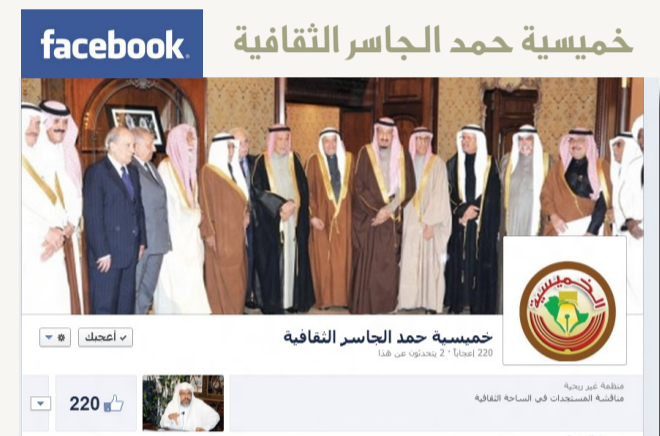 facebook
خميسية حمد الجاسر الثقافية
الخميسية
خميسية حمد الجاسر الثقافية
220 إعجاباً · 2 يتحدثون عن هذا
أعجبك
منظمة غير ربحية
مناقشة المستجدات في الساحة الثقافية
220